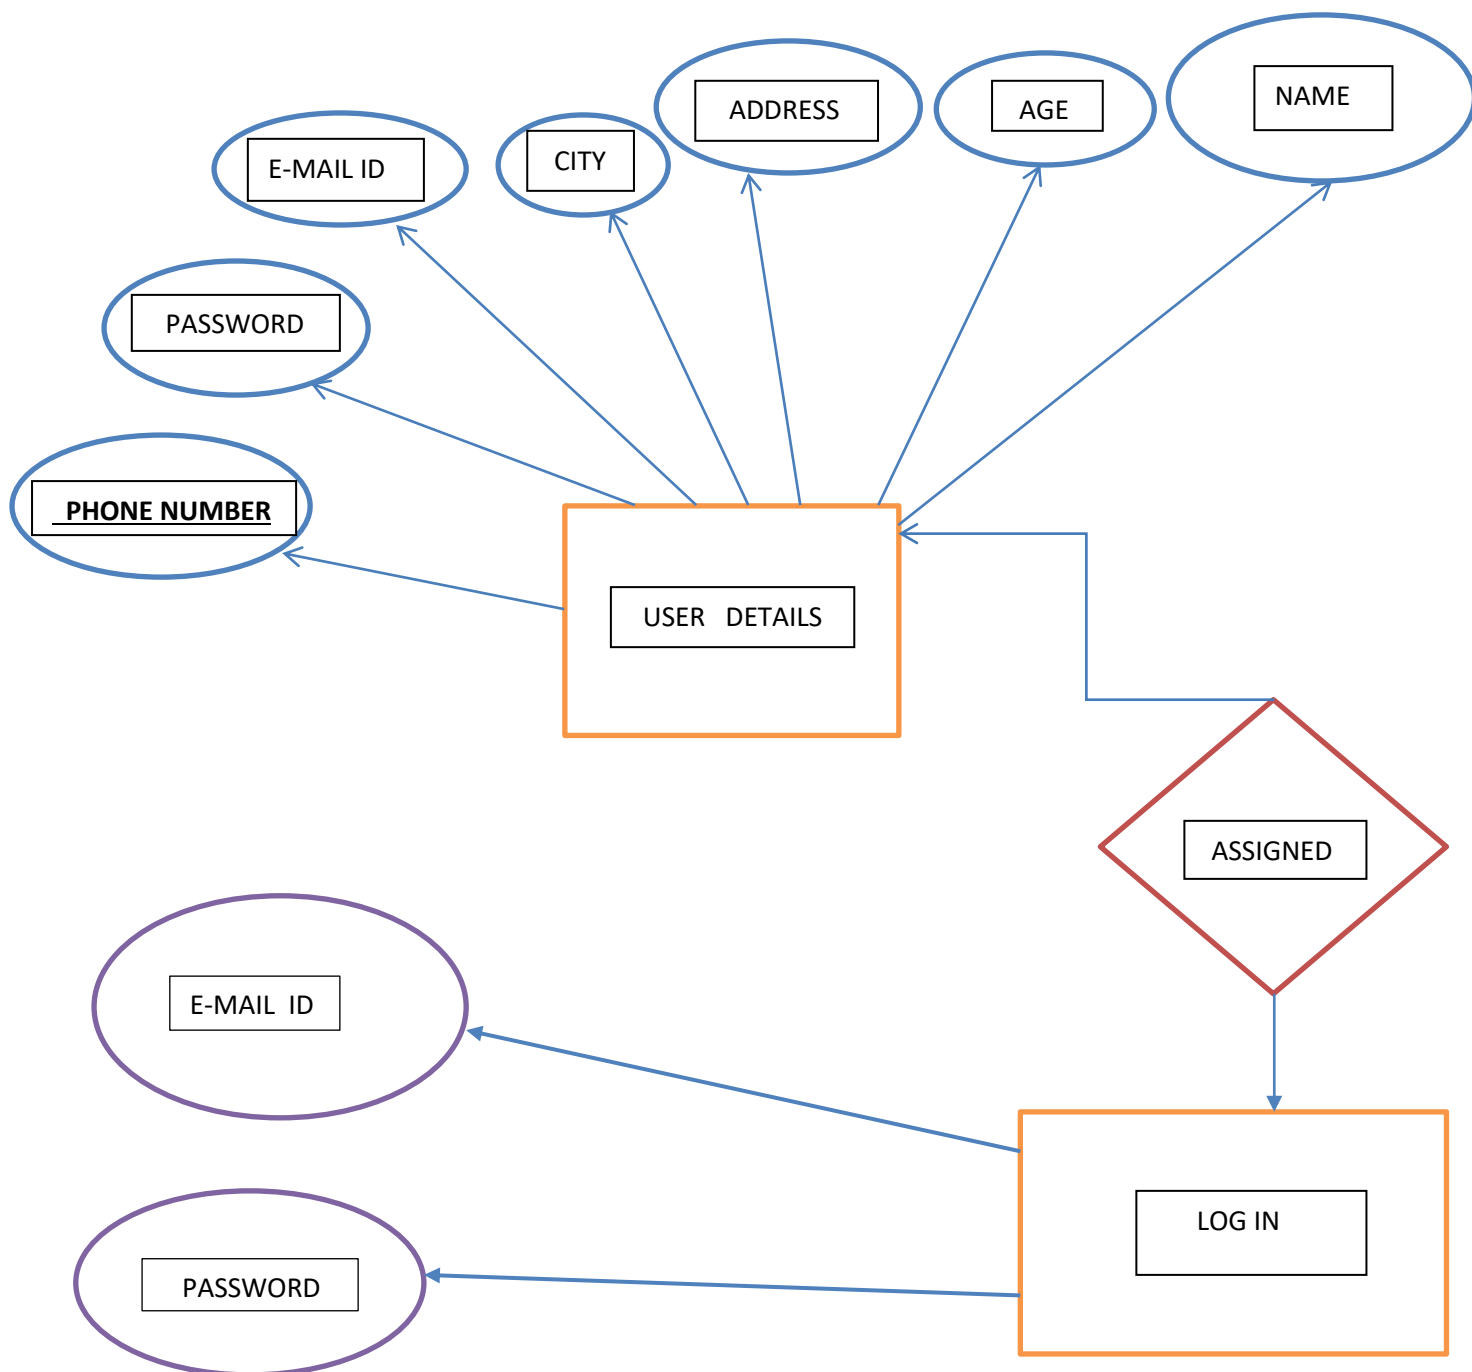 NAME
ADDRESS
AGE
E-MAIL ID
CITY
PASSWORD
PHONE NUMBER
USER DETAILS
ASSIGNED
E-MAIL ID
LOG IN
PASSWORD